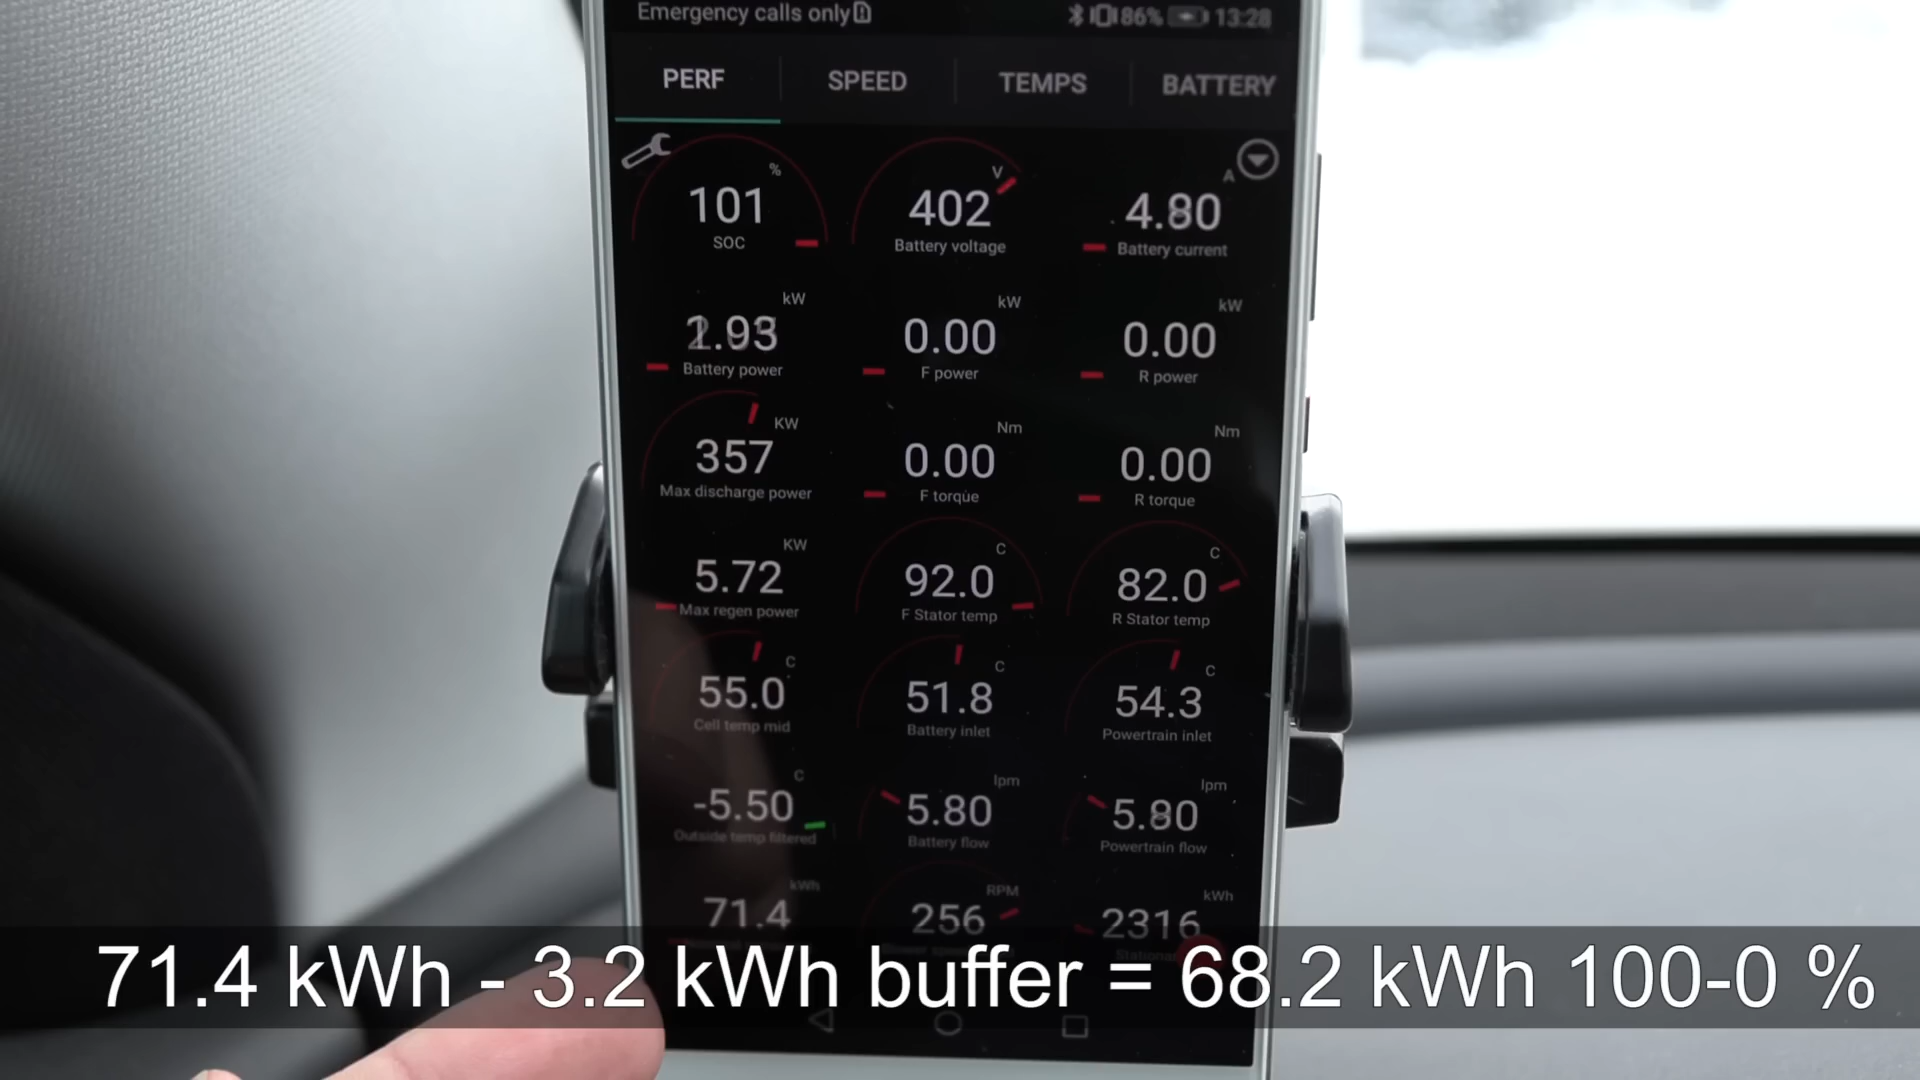 Emergency calls only
86% 13:28
PERF SPEED TEMPS BATTERY
% V A
101 402 4.80
SOC Battery voltage Battery current
kW kW kW
1.93 0.00 0.00
Battery power F power R power
KW Nm Nm
357 0.00 0.00
Max discharge power F torque R torque
KW C C
5.72 92.0 82.0
Max regen power F Stator temp R Stator temp
C C C
55.0 51.8 54.3
Cell temp mid Battery inlet Powertrain inlet
C lpm lpm
-5.50 5.80 5.80
Outside temp filtered Battery flow Powertrain flow
kWh RPM kWh
71.4 256 2316
71.4 kWh - 3.2 kWh buffer = 68.2 kWh 100-0 %